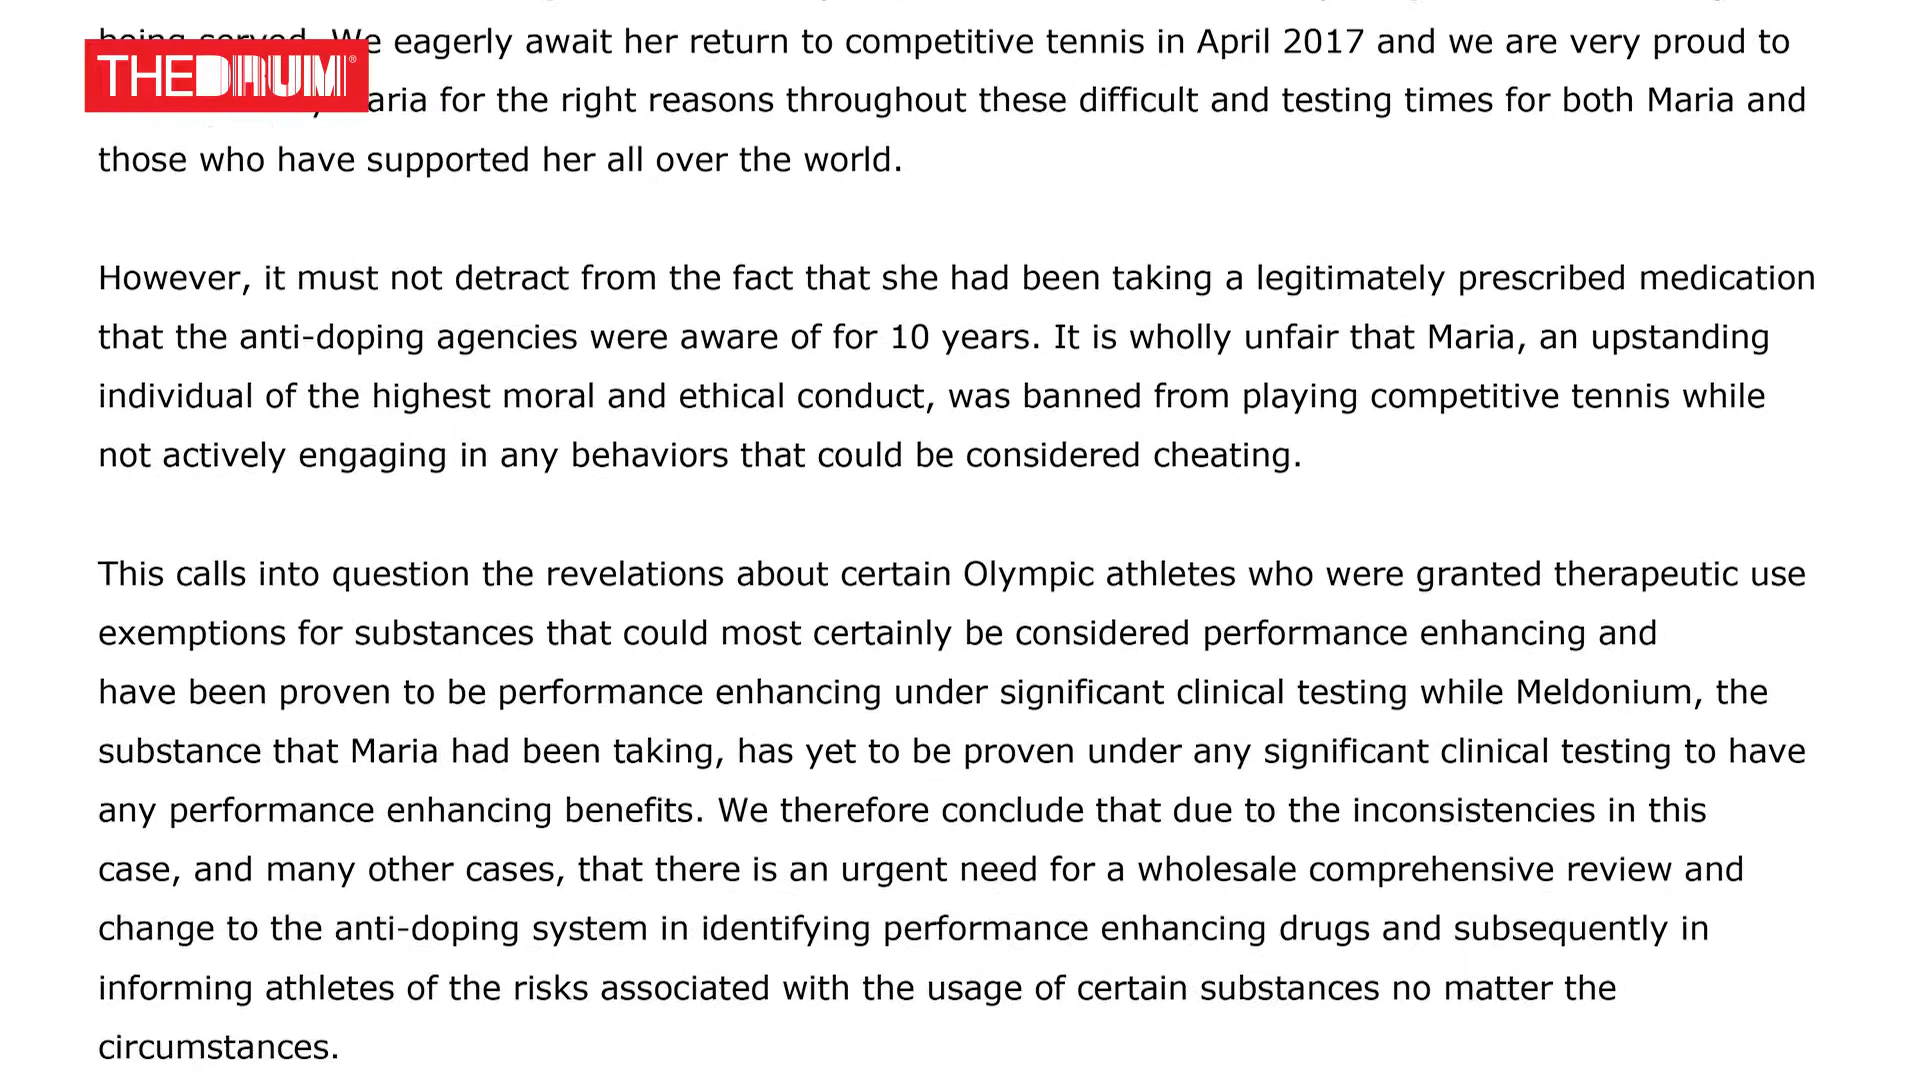 being served. We eagerly await her return to competitive tennis in April 2017 and we are very proud to
THE DRUM®
aria for the right reasons throughout these difficult and testing times for both Maria and
those who have supported her all over the world.
However, it must not detract from the fact that she had been taking a legitimately prescribed medication
that the anti-doping agencies were aware of for 10 years. It is wholly unfair that Maria, an upstanding
individual of the highest moral and ethical conduct, was banned from playing competitive tennis while
not actively engaging in any behaviors that could be considered cheating.
This calls into question the revelations about certain Olympic athletes who were granted therapeutic use
exemptions for substances that could most certainly be considered performance enhancing and
have been proven to be performance enhancing under significant clinical testing while Meldonium, the
substance that Maria had been taking, has yet to be proven under any significant clinical testing to have
any performance enhancing benefits. We therefore conclude that due to the inconsistencies in this
case, and many other cases, that there is an urgent need for a wholesale comprehensive review and
change to the anti-doping system in identifying performance enhancing drugs and subsequently in
informing athletes of the risks associated with the usage of certain substances no matter the
circumstances.